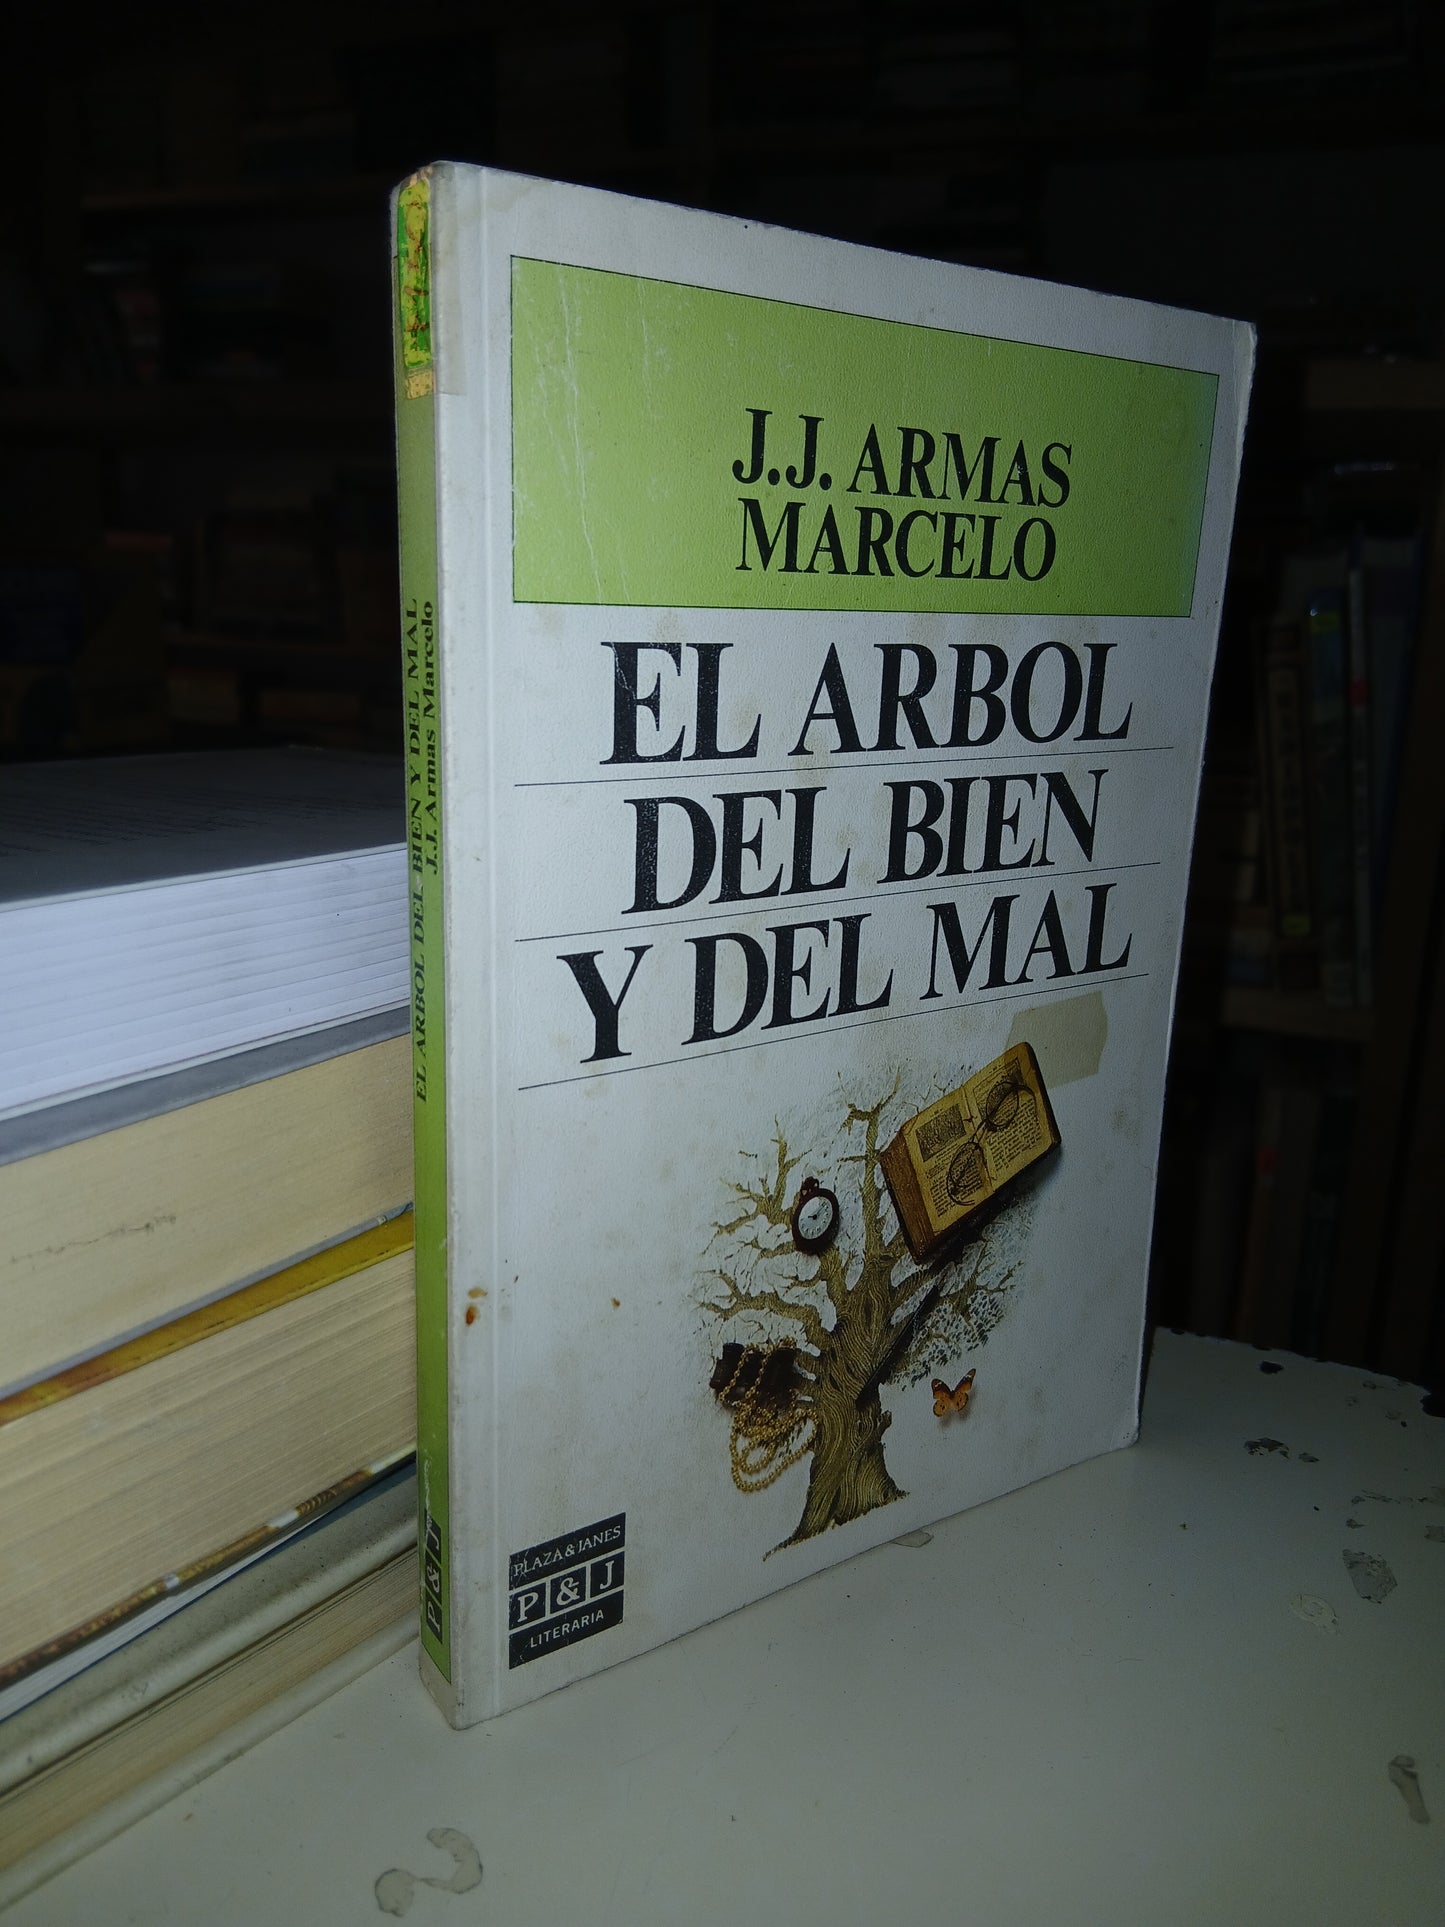 J.J. ARMAS
MARCELO
EL ARBOL
DEL BIEN
Y DEL MAL
PLAZA & JANES
P & J
LITERARIA
EL ARBOL DEL BIEN Y DEL MAL
J.J. Armas Marcelo
P & J